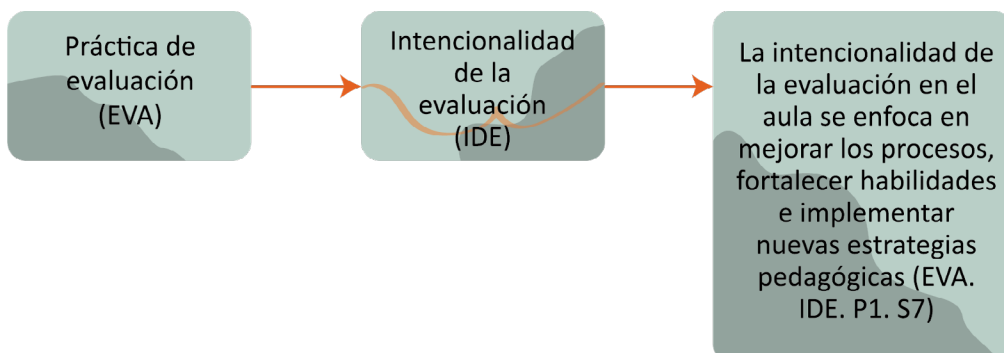 Práctica de
evaluación
(EVA)
Intencionalidad
de la
evaluación
(IDE)
La intencionalidad de
la evaluación en el
aula se enfoca en
mejorar los procesos,
fortalecer habilidades
e implementar
nuevas estrategias
pedagógicas (EVA.
IDE. P1. S7)